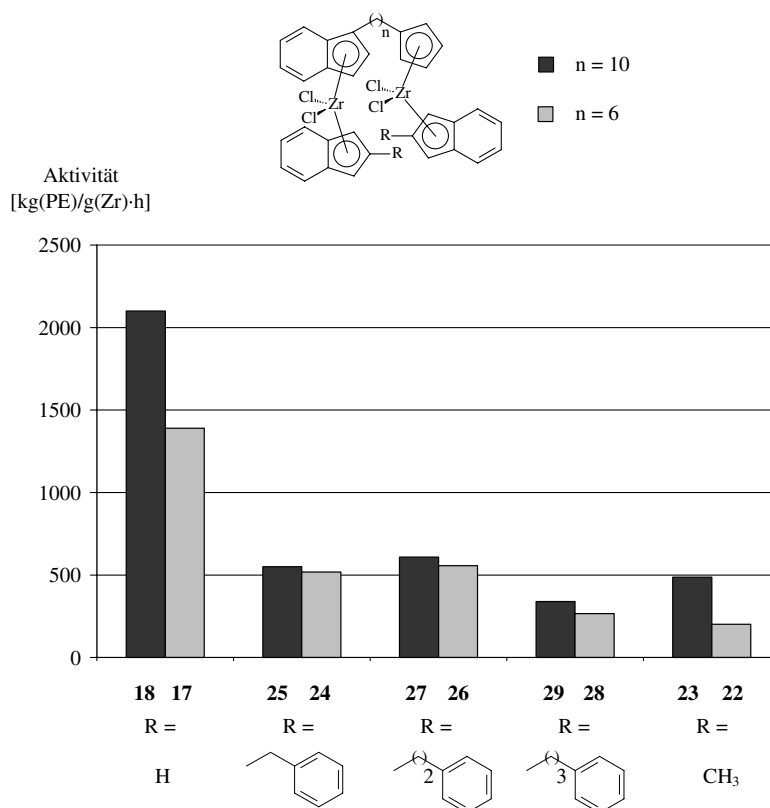 n
n = 10
n = 6
Cl
Cl
Zr
Cl
Cl
Zr
R
R
Aktivität
[kg(PE)/g(Zr)·h]
2500
2000
1500
1000
500
0
18 17 25 24 27 26 29 28 23 22
R = R = R = R = R =
H 2 3 CH₃